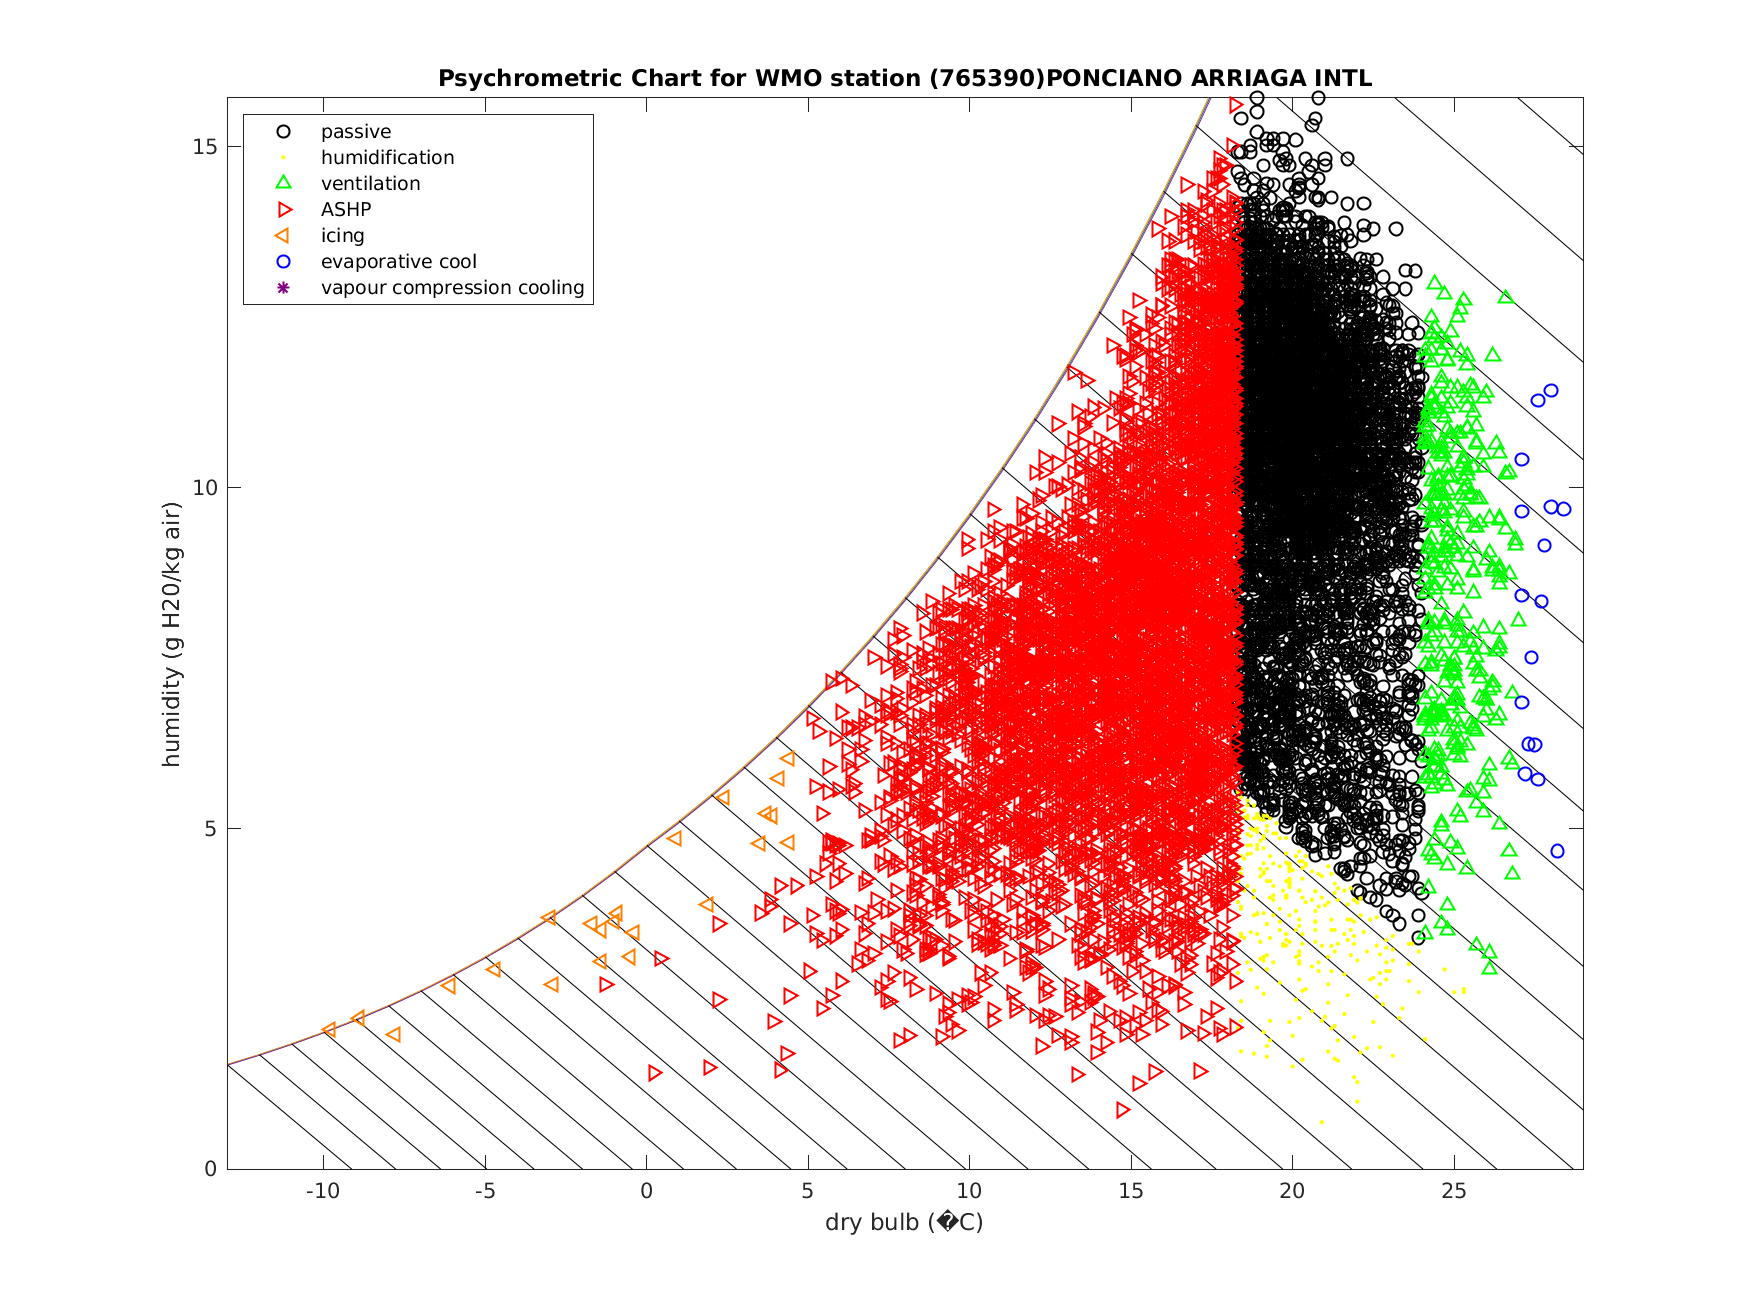 Psychrometric Chart for WMO station (765390)PONCIANO ARRIAGA INTL
passive
humidification
ventilation
ASHP
icing
evaporative cool
vapour compression cooling
humidity (g H20/kg air)
15
10
5
0
-10 -5 0 5 10 15 20 25
dry bulb (�C)